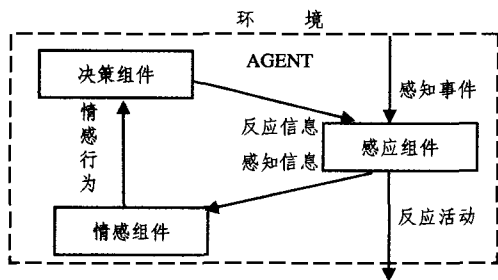 环 境
AGENT
决策组件
感知事件
情感行为
反应信息
感应组件
感知信息
反应活动
情感组件